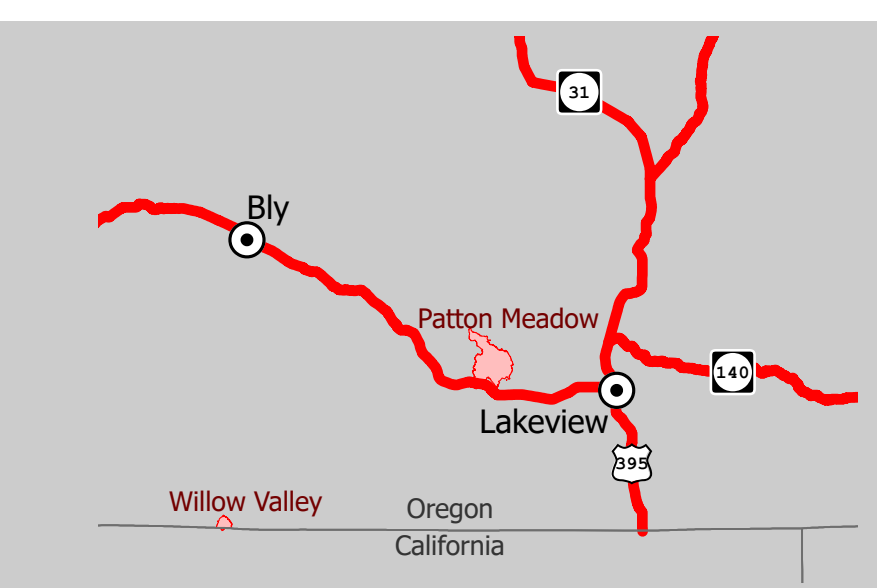 31
Bly
Patton Meadow
140
Lakeview
395
Willow Valley
Oregon
California